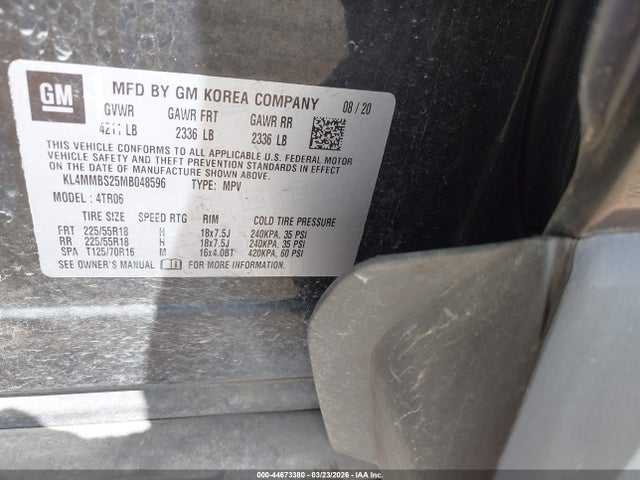 GM
MFD BY GM KOREA COMPANY 08 / 20
GVWR GAWR FRT GAWR RR
4211 LB 2336 LB 2336 LB
THIS VEHICLE CONFORMS TO ALL APPLICABLE U.S. FEDERAL MOTOR
VEHICLE SAFETY AND THEFT PREVENTION STANDARDS IN EFFECT
ON THE DATE OF MANUFACTURE SHOWN ABOVE.
KL4MMBS25MB048596 TYPE: MPV
MODEL: 4TR06
TIRE SIZE SPEED RTG RIM COLD TIRE PRESSURE
FRT 225/55R18 H 18x7.5J 240KPA, 35 PSI
RR 225/55R18 H 18x7.5J 240KPA, 35 PSI
SPA T125/70R16 M 16x4.0BT 420KPA, 60 PSI
SEE OWNER'S MANUAL FOR MORE INFORMATION.
000-44673380 - 03/23/2026 - IAA Inc.